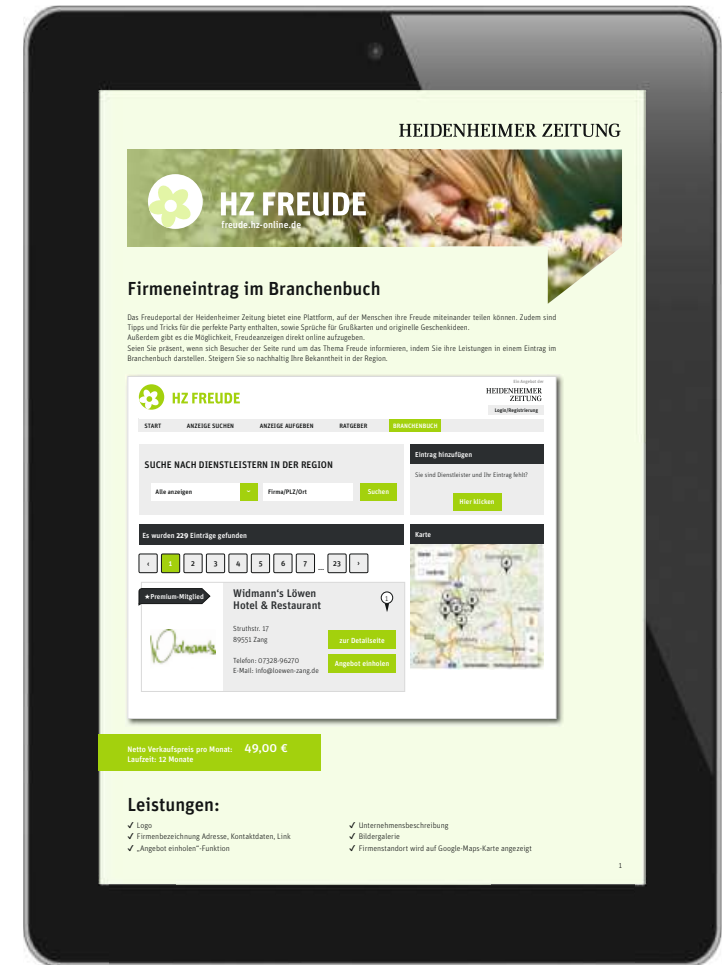 HEIDENHEIMER ZEITUNG
HZ FREUDE
freude.hz-online.de
Firmeneintrag im Branchenbuch
Das Freudeportal der Heidenheimer Zeitung bietet eine Plattform, auf der Menschen ihre Freude miteinander teilen können. Zudem sind
Tipps und Tricks für die perfekte Party enthalten, sowie Sprüche für Grußkarten und originelle Geschenkideen.
Außerdem gibt es die Möglichkeit, Freudeanzeigen direkt online aufzugeben.
Seien Sie präsent, wenn sich Besucher der Seite rund um das Thema Freude informieren, indem Sie ihre Leistungen in einem Eintrag im
Branchenbuch darstellen. Steigern Sie so nachhaltig Ihre Bekanntheit in der Region.
Ein Angebot der
HZ FREUDE
HEIDENHEIMER
ZEITUNG
Login/Registrierung
START ANZEIGE SUCHEN ANZEIGE AUFGEBEN RATGEBER BRANCHENBUCH
SUCHE NACH DIENSTLEISTERN IN DER REGION
Alle anzeigen Firma/PLZ/Ort Suchen
Eintrag hinzufügen
Sie sind Dienstleister und Ihr Eintrag fehlt?
Hier klicken
Es wurden 229 Einträge gefunden
‹ 1 2 3 4 5 6 7 ... 23 ›
Karte
★Premium-Mitglied
Widmann's
Widmann‘s Löwen
Hotel & Restaurant
1
Struthstr. 17
89551 Zang
Telefon: 07328-96270
E-Mail: info@loewen-zang.de
zur Detailseite
Angebot einholen
Netto Verkaufspreis pro Monat: 49,00 €
Laufzeit: 12 Monate
Leistungen:
✔ Logo
✔ Firmenbezeichnung Adresse, Kontaktdaten, Link
✔ „Angebot einholen“-Funktion
✔ Unternehmensbeschreibung
✔ Bildergalerie
✔ Firmenstandort wird auf Google-Maps-Karte angezeigt
1